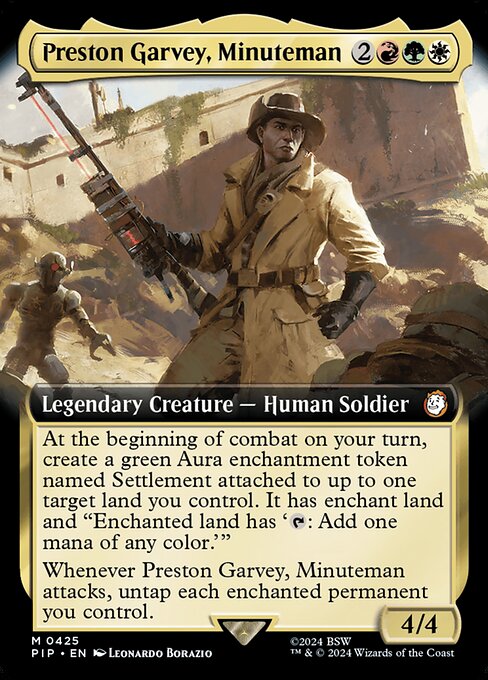 Preston Garvey, Minuteman 2
Legendary Creature — Human Soldier
At the beginning of combat on your turn,
create a green Aura enchantment token
named Settlement attached to up to one
target land you control. It has enchant land
and “Enchanted land has ‘: Add one
mana of any color.’”
Whenever Preston Garvey, Minuteman
attacks, untap each enchanted permanent
you control.
4/4
M 0425
PIP • EN Leonardo Borazio
©2024 BSW
™ & © 2024 Wizards of the Coast